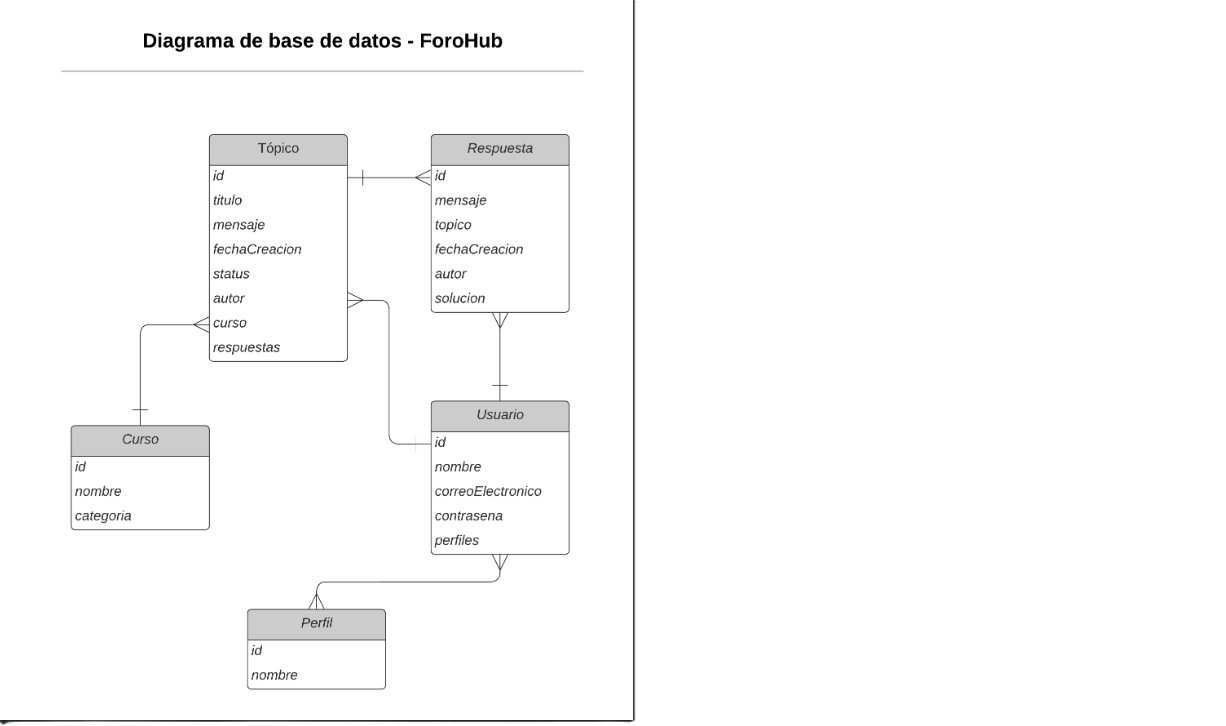 Diagrama de base de datos - ForoHub
Tópico
id
titulo
mensaje
fechaCreacion
status
autor
curso
respuestas
Respuesta
id
mensaje
topico
fechaCreacion
autor
solucion
Curso
id
nombre
categoria
Usuario
id
nombre
correoElectronico
contrasena
perfiles
Perfil
id
nombre